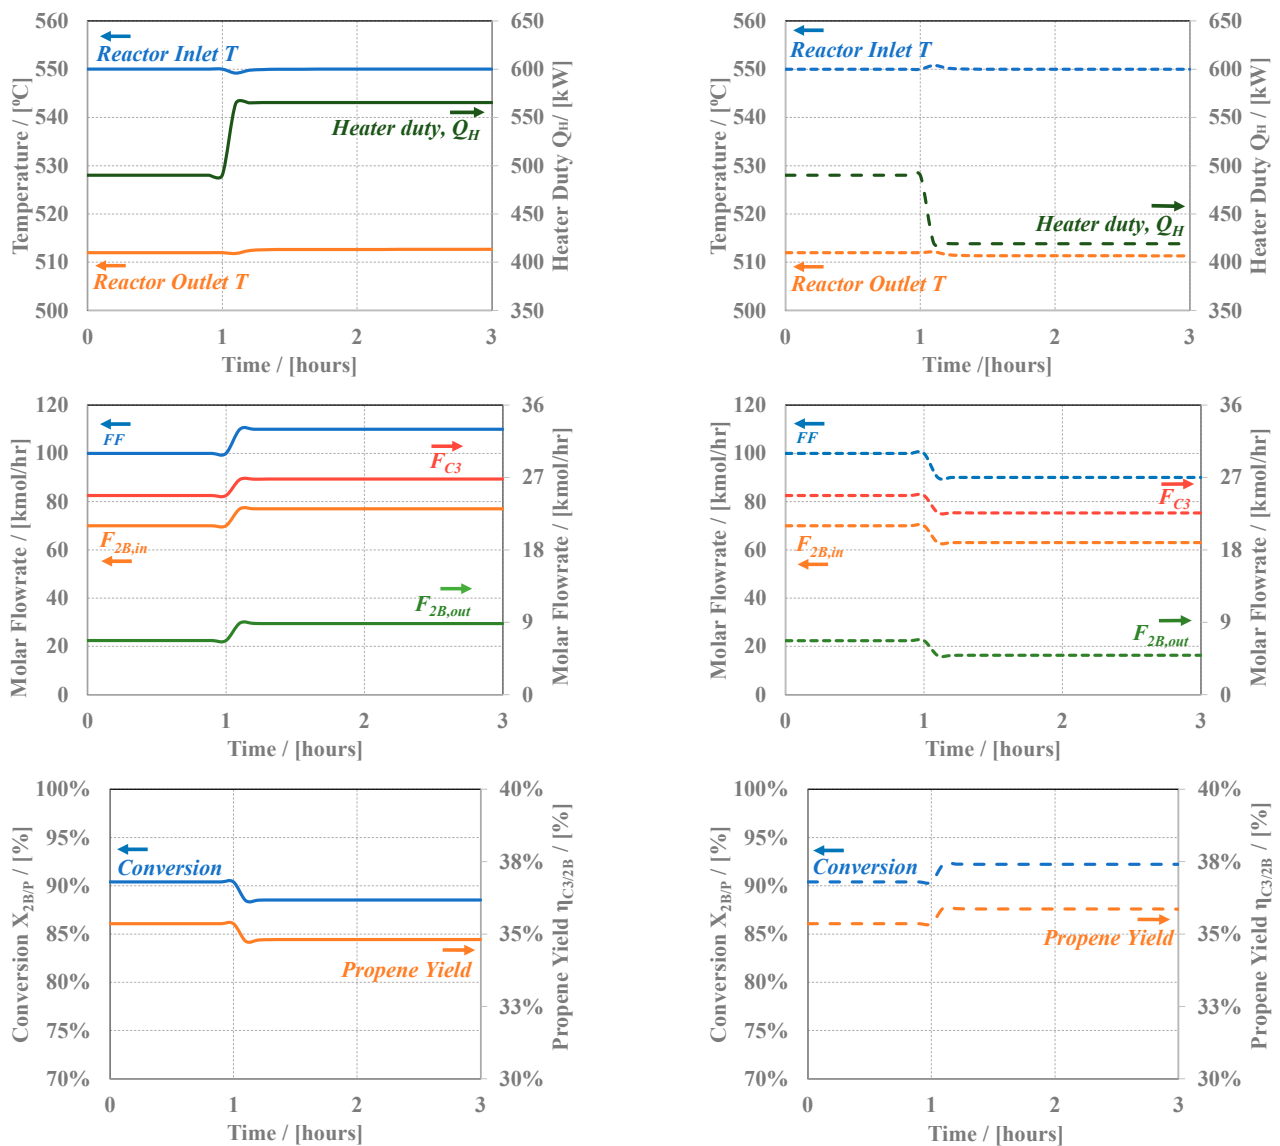 560
550
540
530
520
510
500
650
600
550
500
450
400
350
Temperature / [ºC]
Heater Duty Q_H/ [kW]
Reactor Inlet T
Heater duty, Q_H
Reactor Outlet T
0 1 2 3
Time / [hours]
560
550
540
530
520
510
500
650
600
550
500
450
400
350
Temperature / [ºC]
Heater Duty Q_H / [kW]
Reactor Inlet T
Heater duty, Q_H
Reactor Outlet T
0 1 2 3
Time /[hours]
120
100
80
60
40
20
0
36
27
18
9
0
Molar Flowrate / [kmol/hr]
Molar Flowrate / [kmol/hr]
FF
F_C3
F_2B,in
F_2B,out
0 1 2 3
Time / [hours]
120
100
80
60
40
20
0
36
27
18
9
0
Molar Flowrate / [kmol/hr]
Molar Flowrate / [kmol/hr]
FF
F_C3
F_2B,in
F_2B,out
0 1 2 3
Time / [hours]
100%
95%
90%
85%
80%
75%
70%
40%
38%
35%
33%
30%
Conversion X_2B/P / [%]
Propene Yield η_C3/2B / [%]
Conversion
Propene Yield
0 1 2 3
Time / [hours]
100%
95%
90%
85%
80%
75%
70%
40%
38%
35%
33%
30%
Conversion X_2B/P / [%]
Propene Yield η_C3/2B / [%]
Conversion
Propene Yield
0 1 2 3
Time / [hours]